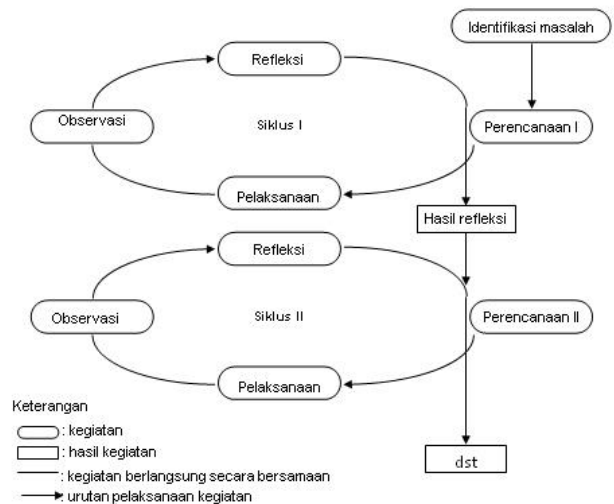 Identifikasi masalah
Refleksi
Observasi
Siklus I
Perencanaan I
Pelaksanaan
Hasil refleksi
Refleksi
Observasi
Siklus II
Perencanaan II
Pelaksanaan
Keterangan
: kegiatan
: hasil kegiatan
dst
: kegiatan berlangsung secara bersamaan
: urutan pelaksanaan kegiatan